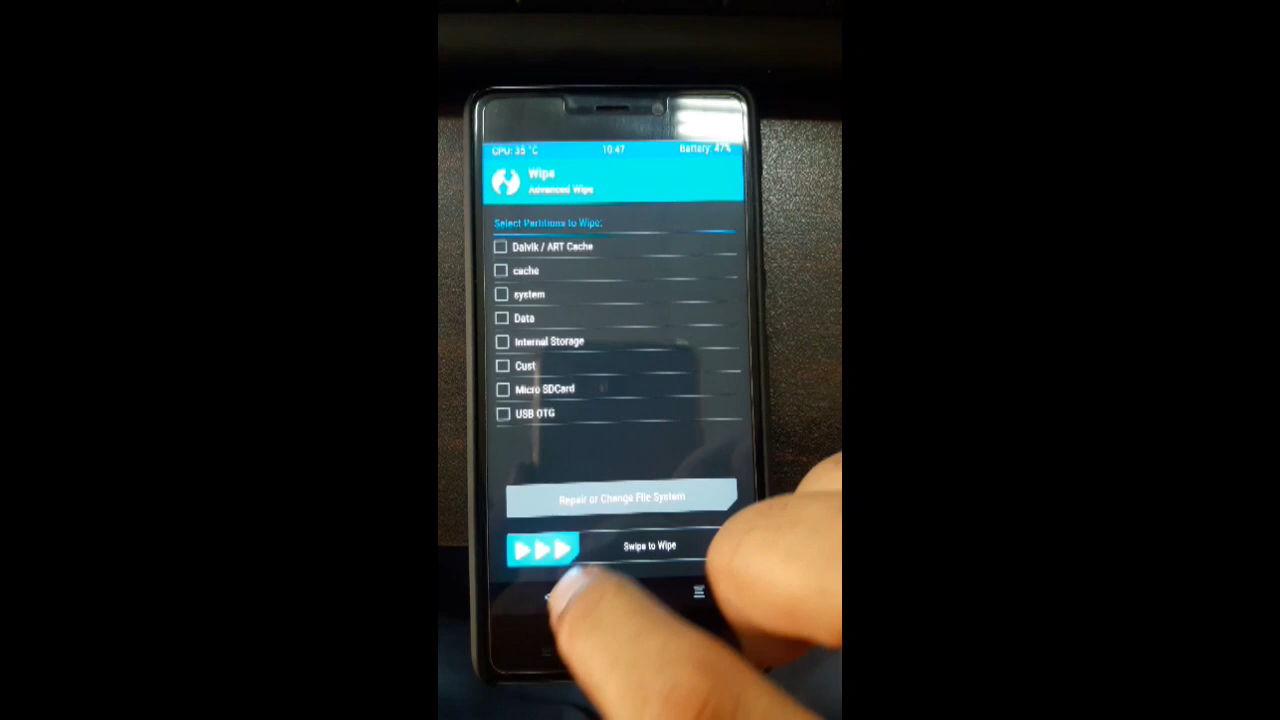 CPU: 35 °C 10:47 Battery: 47%
Wipe
Advanced Wipe
Select Partitions to Wipe:
Dalvik / ART Cache
cache
system
Data
Internal Storage
Cust
Micro SDCard
USB OTG
Repair or Change File System
Swipe to Wipe